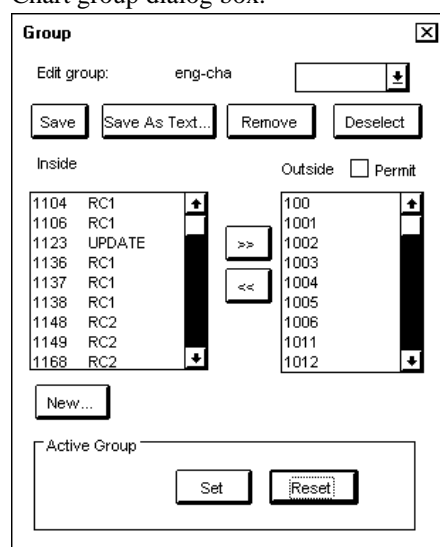 Chart group dialog box.
Group
Edit group: eng-cha
Save Save As Text... Remove Deselect
Inside Outside Permit
1104 RC1 100
1106 RC1 1001
1123 UPDATE 1002
1136 RC1 1003
1137 RC1 1004
1138 RC1 1005
1148 RC2 1006
1149 RC2 1011
1168 RC2 1012
>>
<<
New...
Active Group
Set Reset